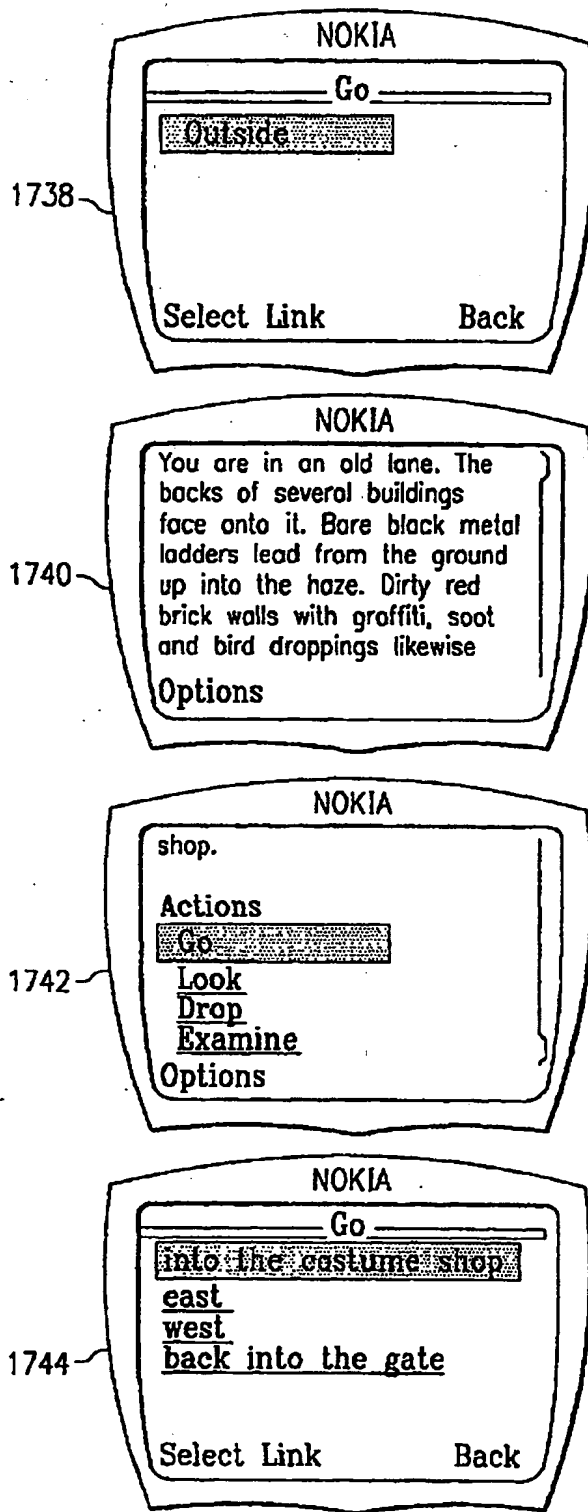 NOKIA
Go
Outside
1738
Select Link Back
NOKIA
You are in an old lane. The
backs of several buildings
face onto it. Bare black metal
ladders lead from the ground
up into the haze. Dirty red
brick walls with graffiti, soot
and bird droppings likewise
1740
Options
NOKIA
shop.
Actions
Go
1742
Look
Drop
Examine
Options
NOKIA
Go
into the costume shop
east
west
1744
back into the gate
Select Link Back